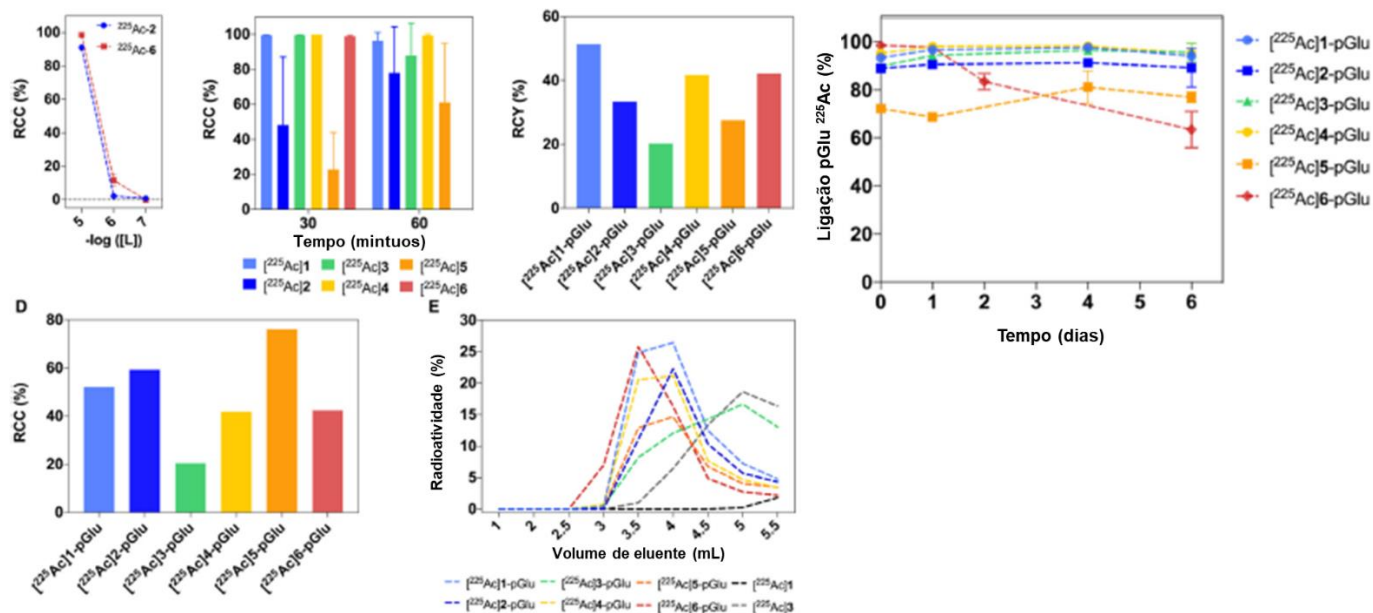 ²²⁵Ac-2
²²⁵Ac-6
RCC (%)
100
80
60
40
20
0
5 6 7
-log ([L])
RCC (%)
100
80
60
40
20
0
30 60
Tempo (mintuos)
[²²⁵Ac]1 [²²⁵Ac]3 [²²⁵Ac]5
[²²⁵Ac]2 [²²⁵Ac]4 [²²⁵Ac]6
RCY (%)
60
40
20
0
[²²⁵Ac]1-pGlu
[²²⁵Ac]2-pGlu
[²²⁵Ac]3-pGlu
[²²⁵Ac]4-pGlu
[²²⁵Ac]5-pGlu
[²²⁵Ac]6-pGlu
Ligação pGlu ²²⁵Ac (%)
100
80
60
40
20
0
0 1 2 3 4 5 6
Tempo (dias)
[²²⁵Ac]1-pGlu
[²²⁵Ac]2-pGlu
[²²⁵Ac]3-pGlu
[²²⁵Ac]4-pGlu
[²²⁵Ac]5-pGlu
[²²⁵Ac]6-pGlu
D
RCC (%)
80
60
40
20
0
[²²⁵Ac]1-pGlu
[²²⁵Ac]2-pGlu
[²²⁵Ac]3-pGlu
[²²⁵Ac]4-pGlu
[²²⁵Ac]5-pGlu
[²²⁵Ac]6-pGlu
E
Radioatividade (%)
30
25
20
15
10
5
0
1 2 2.5 3 3.5 4 4.5 5 5.5
Volume de eluente (mL)
[²²⁵Ac]1-pGlu [²²⁵Ac]3-pGlu [²²⁵Ac]5-pGlu [²²⁵Ac]1
[²²⁵Ac]2-pGlu [²²⁵Ac]4-pGlu [²²⁵Ac]6-pGlu [²²⁵Ac]3